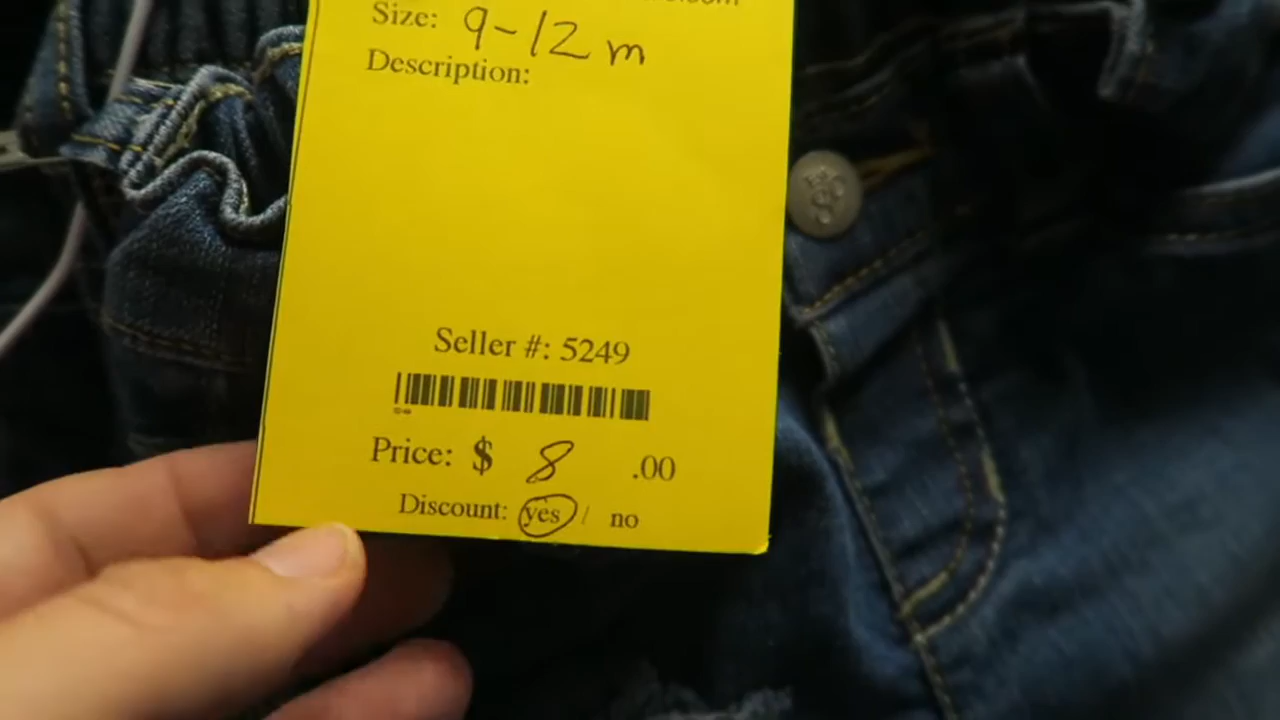 Size: 9-12 m
Description:
Seller #: 5249
Price: $ 8 .00
Discount: yes / no